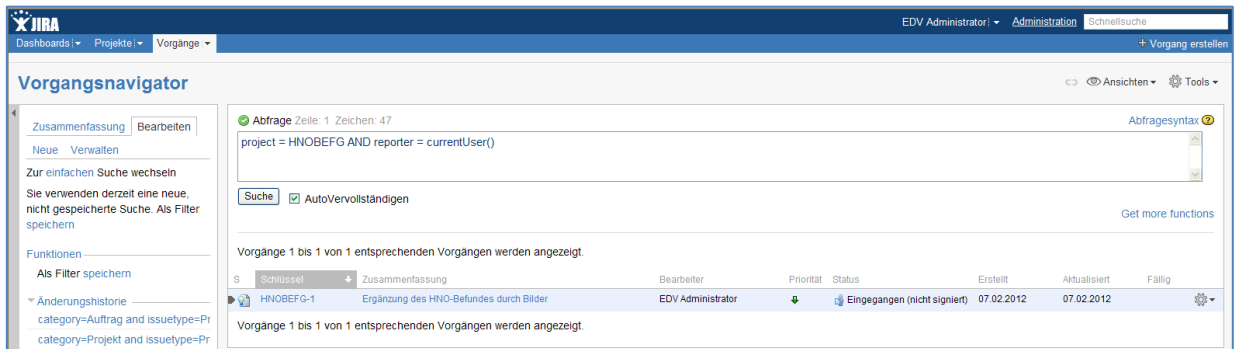 JIRA EDV Administrator Administration Schnellsuche
Dashboards Projekte Vorgänge + Vorgang erstellen
Vorgangsnavigator Ansichten Tools
Zusammenfassung Bearbeiten
Neue Verwalten
Zur einfachen Suche wechseln
Sie verwenden derzeit eine neue,
nicht gespeicherte Suche. Als Filter
speichern
Funktionen
Als Filter speichern
Änderungshistorie
category=Auftrag and issuetype=Pr
category=Projekt and issuetype=Pr
Abfrage Zeile: 1 Zeichen: 47 Abfragesyntax ?
project = HNOBEFG AND reporter = currentUser()
Suche AutoVervollständigen
Get more functions
Vorgänge 1 bis 1 von 1 entsprechenden Vorgängen werden angezeigt.
S Schlüssel Zusammenfassung Bearbeiter Priorität Status Erstellt Aktualisiert Fällig
HNOBEFG-1 Ergänzung des HNO-Befundes durch Bilder EDV Administrator Eingegangen (nicht signiert) 07.02.2012 07.02.2012
Vorgänge 1 bis 1 von 1 entsprechenden Vorgängen werden angezeigt.